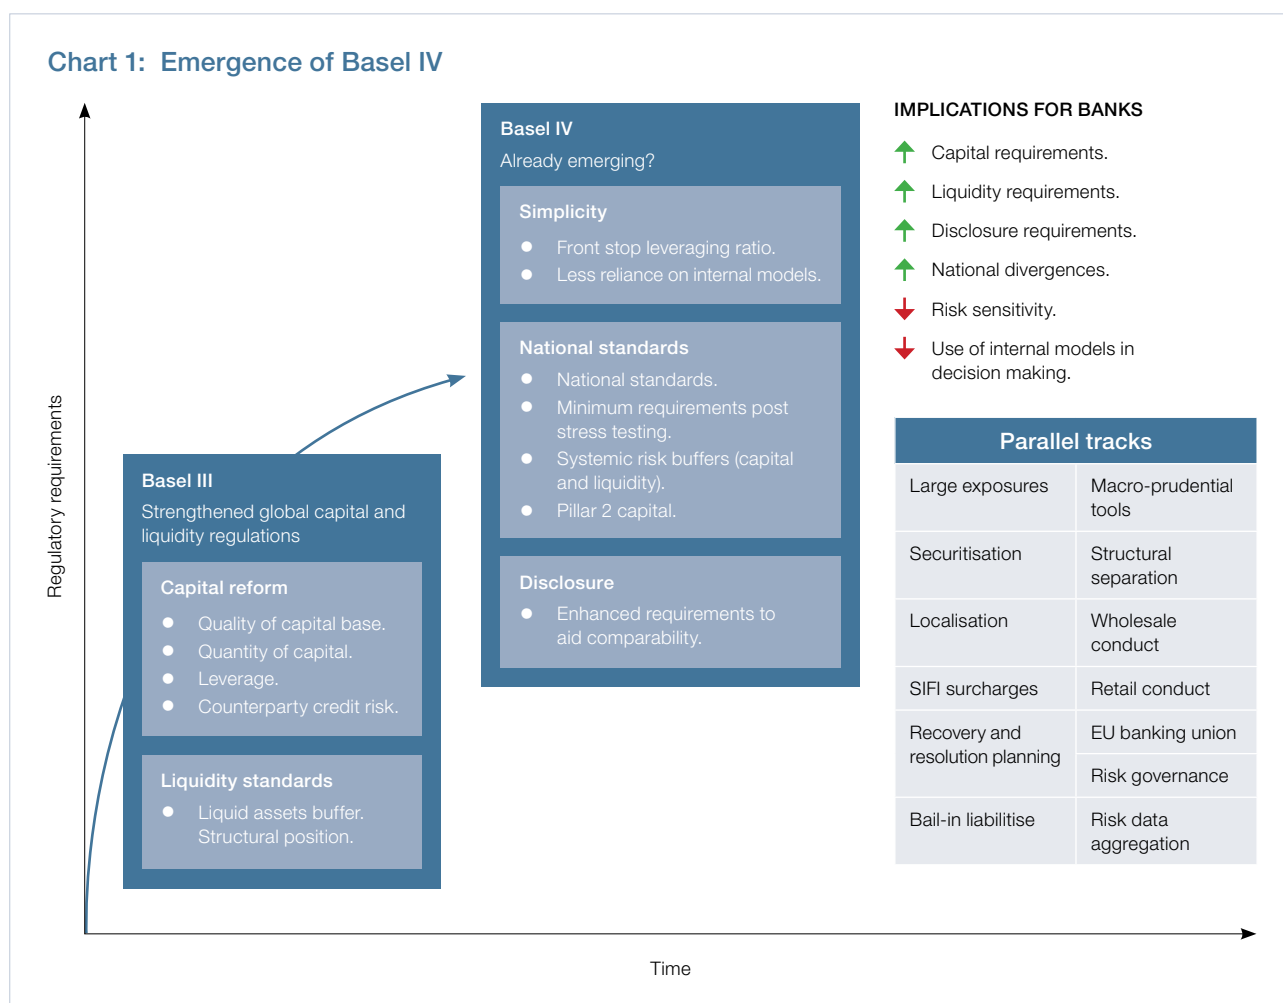 Chart 1: Emergence of Basel IV
Regulatory requirements
Basel III
Strengthened global capital and
liquidity regulations
Capital reform
● Quality of capital base.
● Quantity of capital.
● Leverage.
● Counterparty credit risk.
Liquidity standards
● Liquid assets buffer.
Structural position.
Basel IV
Already emerging?
Simplicity
● Front stop leveraging ratio.
● Less reliance on internal models.
National standards
● National standards.
● Minimum requirements post
stress testing.
● Systemic risk buffers (capital
and liquidity).
● Pillar 2 capital.
Disclosure
● Enhanced requirements to
aid comparability.
IMPLICATIONS FOR BANKS
Capital requirements.
Liquidity requirements.
Disclosure requirements.
National divergences.
Risk sensitivity.
Use of internal models in
decision making.
Parallel tracks
Large exposures
Macro-prudential
tools
Securitisation
Structural
separation
Localisation
Wholesale
conduct
SIFI surcharges
Retail conduct
Recovery and
resolution planning
EU banking union
Risk governance
Bail-in liabilitise
Risk data
aggregation
Time